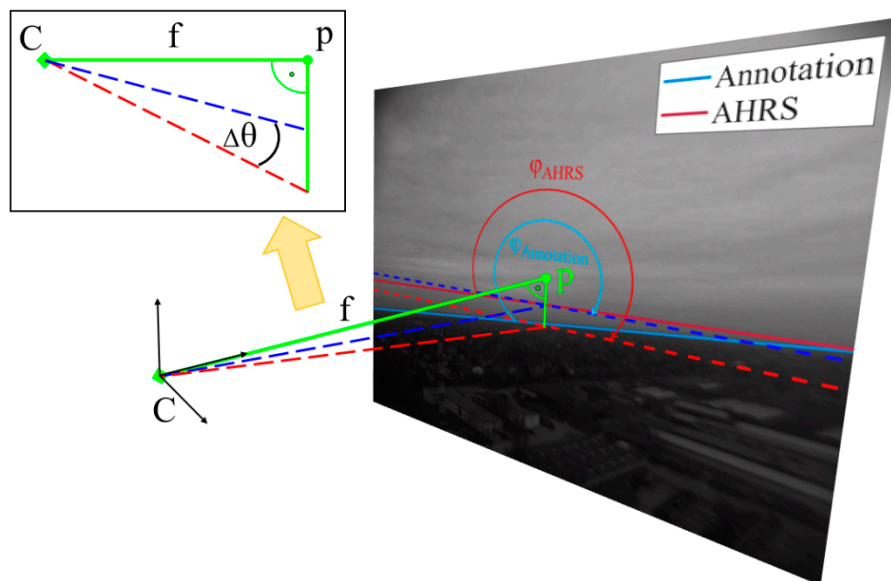 C
f
p
Δθ
Annotation
AHRS
φAHRS
φAnnotation
p
f
C